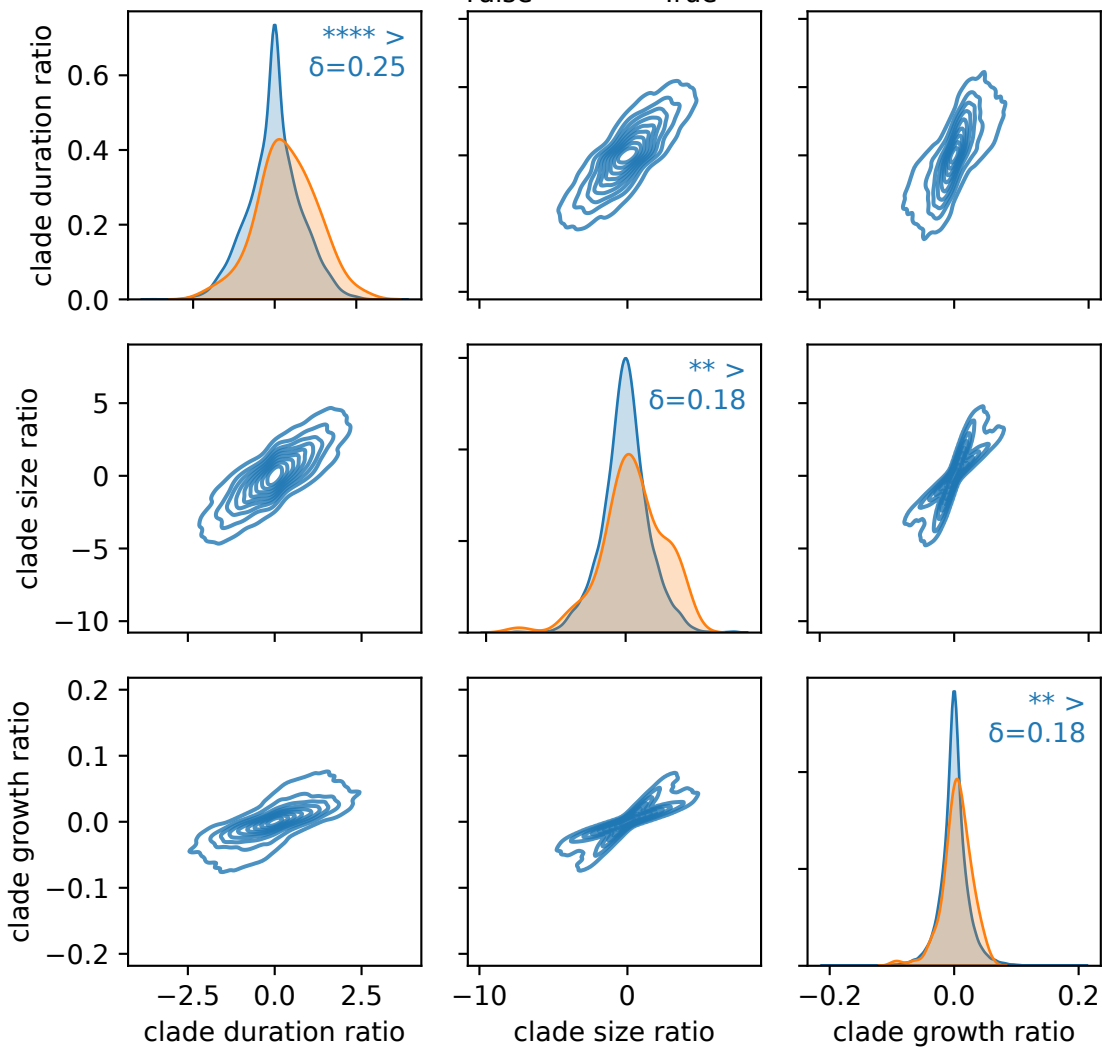 clade duration ratio
0.6
0.4
0.2
0.0
**** >
δ=0.25
clade size ratio
5
0
−5
−10
** >
δ=0.18
clade growth ratio
0.2
0.1
0.0
−0.1
−0.2
** >
δ=0.18
−2.5 0.0 2.5
−10 0
−0.2 0.0 0.2
clade duration ratio
clade size ratio
clade growth ratio